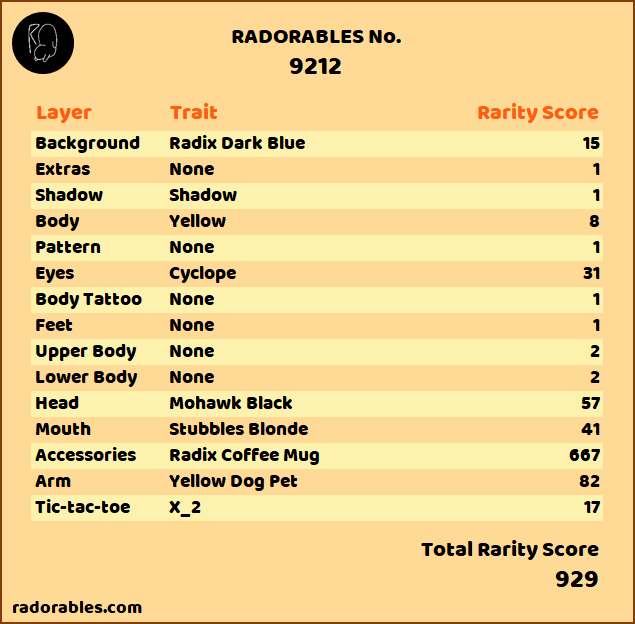 RADORABLES No.
9212
Layer Trait Rarity Score
Background Radix Dark Blue 15
Extras None 1
Shadow Shadow 1
Body Yellow 8
Pattern None 1
Eyes Cyclope 31
Body Tattoo None 1
Feet None 1
Upper Body None 2
Lower Body None 2
Head Mohawk Black 57
Mouth Stubbles Blonde 41
Accessories Radix Coffee Mug 667
Arm Yellow Dog Pet 82
Tic-tac-toe X_2 17
Total Rarity Score
929
radorables.com